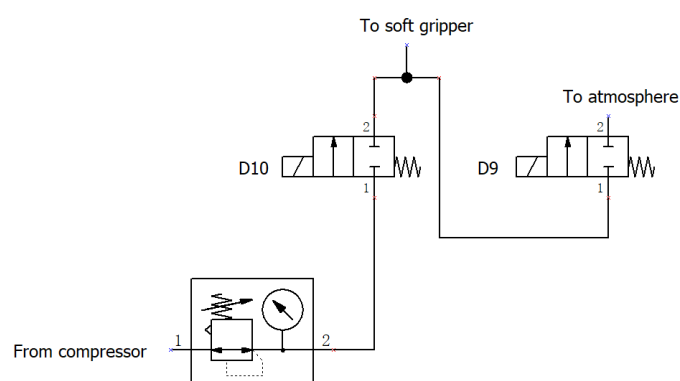 To soft gripper
To atmosphere
2
2
D10
D9
1
1
1
2
From compressor